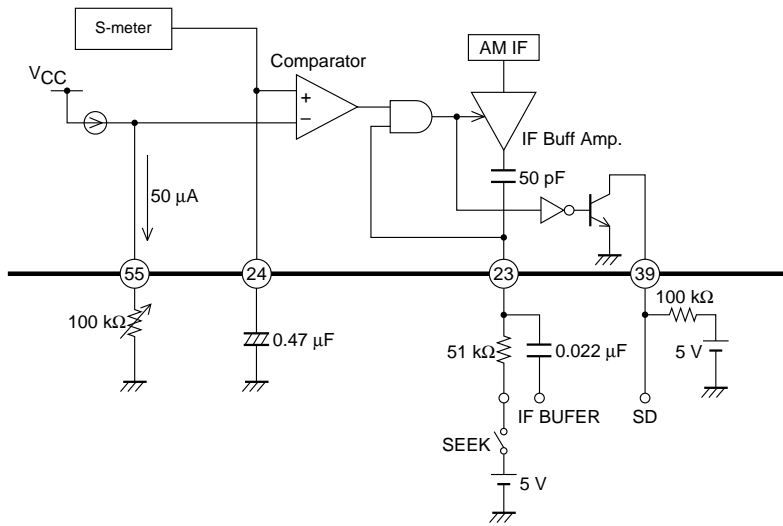 S-meter
AM IF
Comparator
VCC
+
−
IF Buff Amp.
50 pF
50 μA
55
24
23
39
100 kΩ
0.47 μF
51 kΩ
0.022 μF
100 kΩ
5 V
IF BUFER
SD
SEEK
5 V